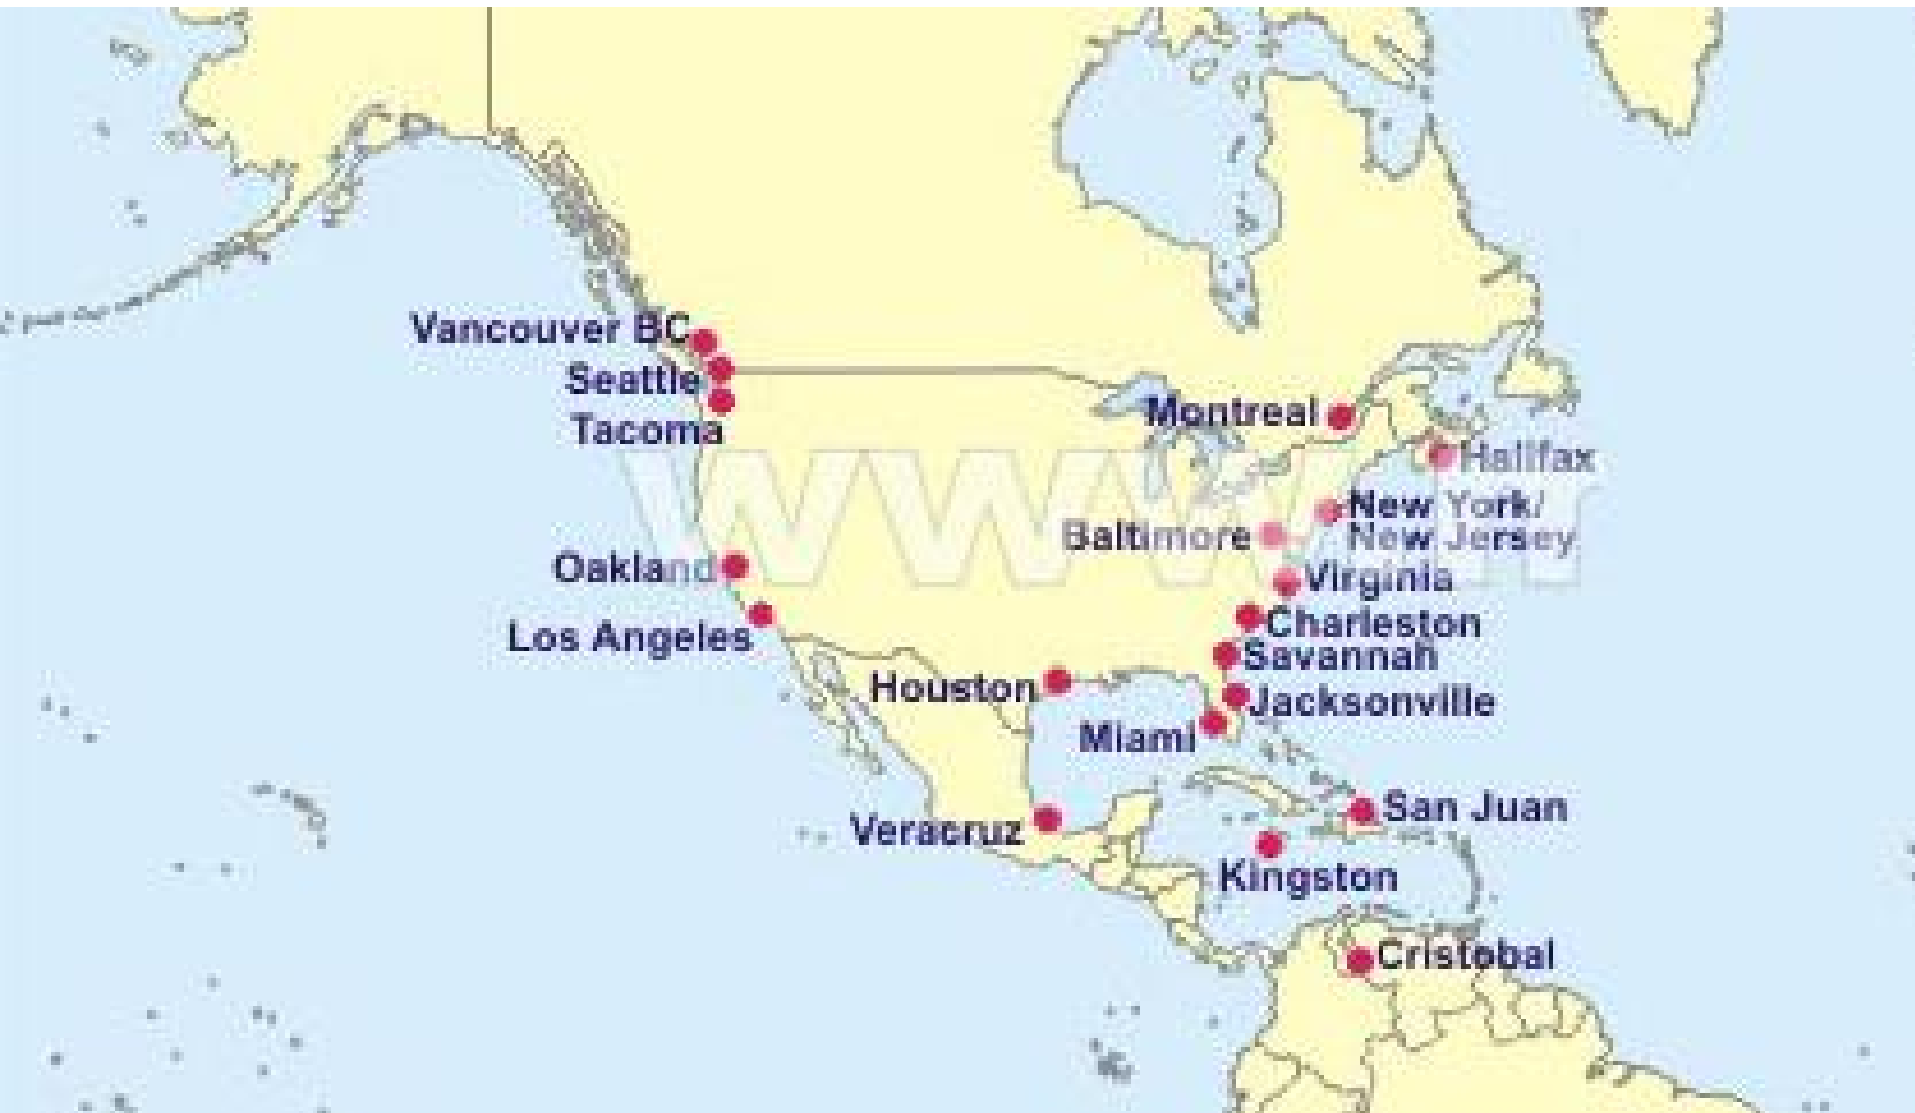 Vancouver BC
Seattle
Tacoma
Montreal
Halifax
New York/
New Jersey
Baltimore
Virginia
Oakland
Charleston
Los Angeles
Savannah
Houston
Jacksonville
Miami
San Juan
Veracruz
Kingston
Cristobal
www